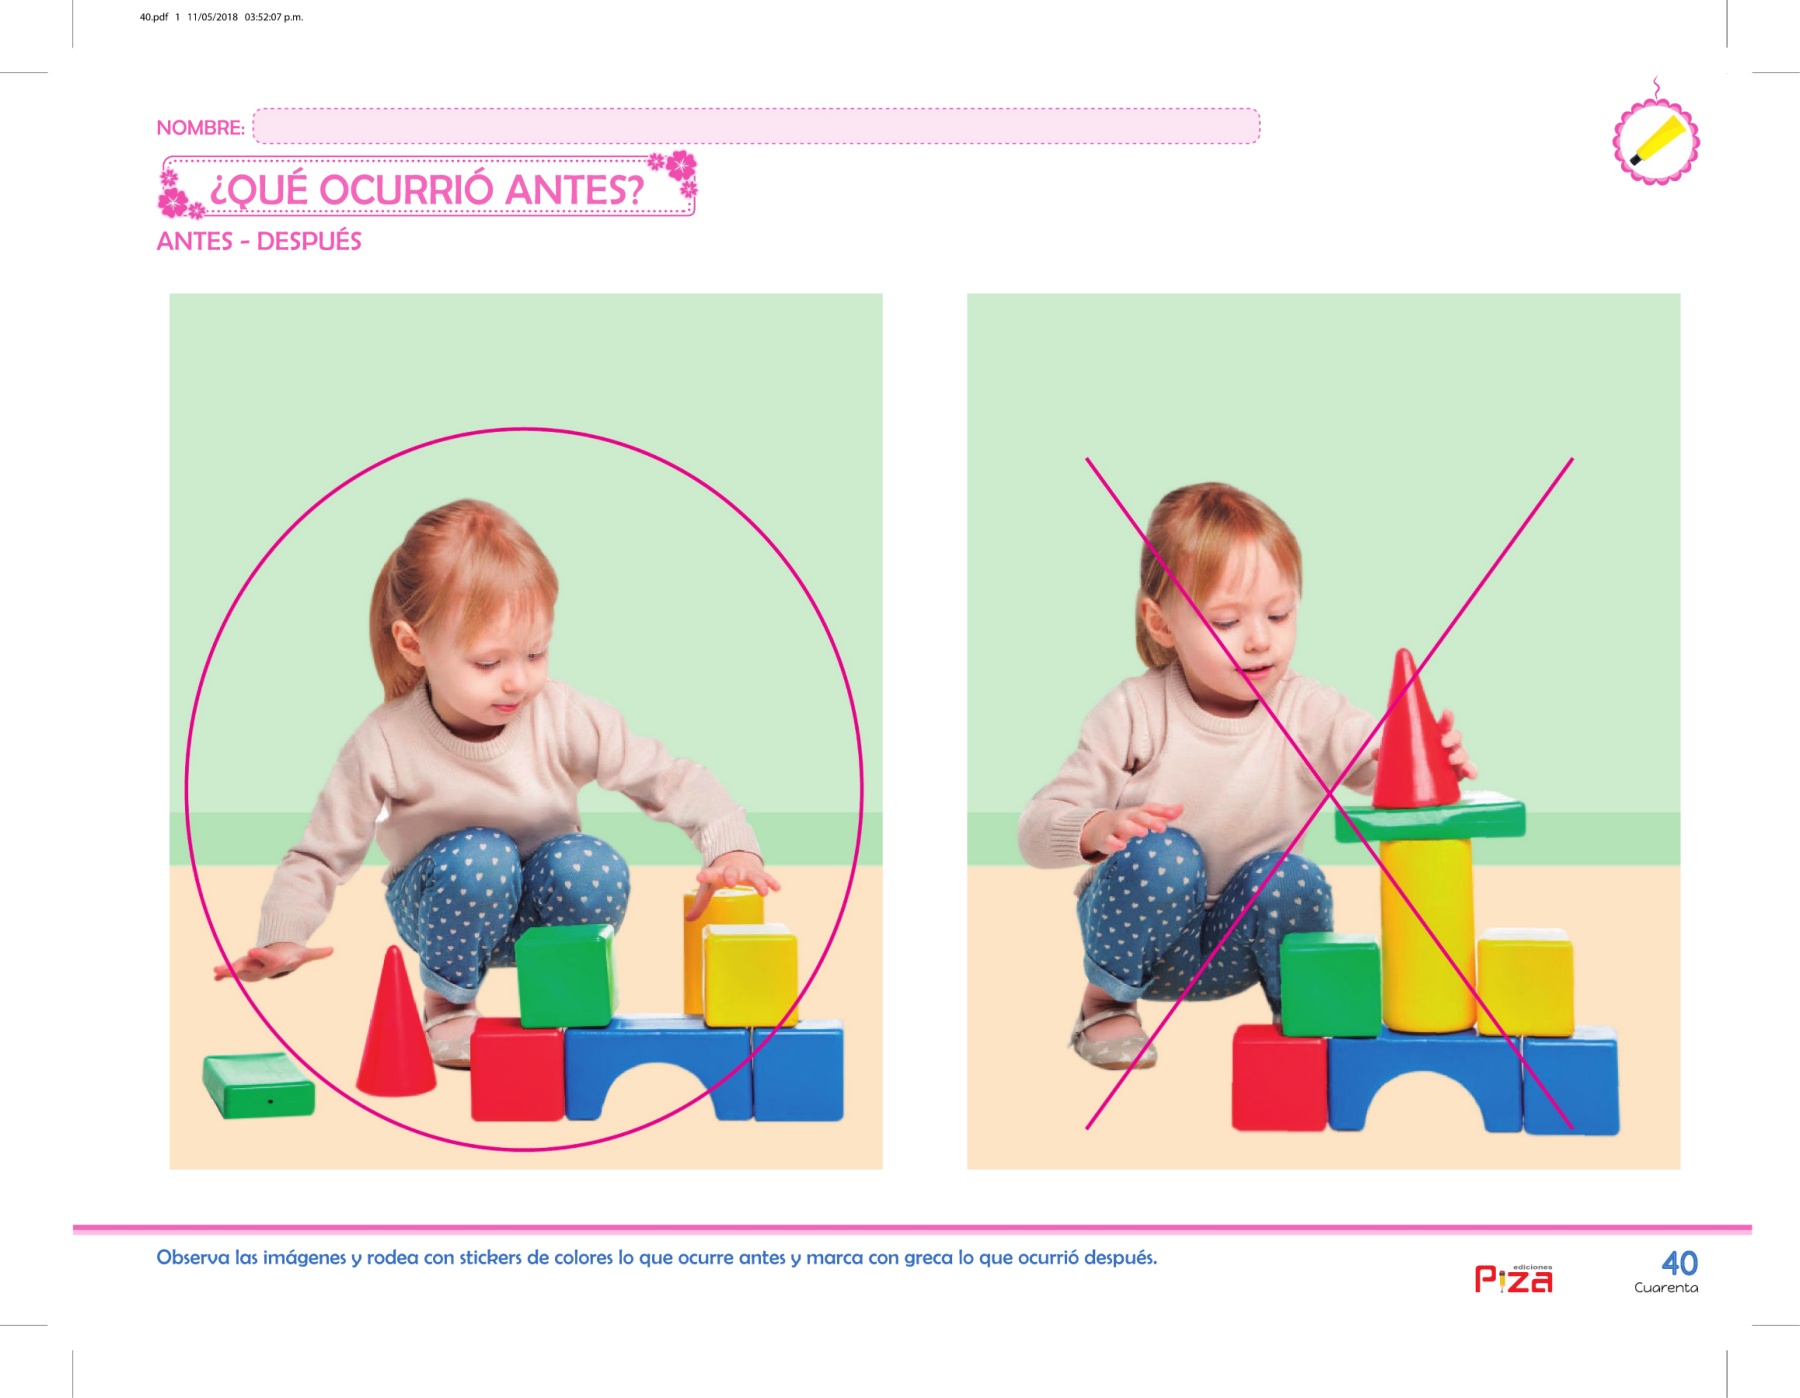 40.pdf 1 11/05/2018 03:52:07 p.m.
NOMBRE:
¿QUÉ OCURRIÓ ANTES?
ANTES - DESPUÉS
Observa las imágenes y rodea con stickers de colores lo que ocurre antes y marca con greca lo que ocurrió después.
ediciones
Piza
40
Cuarenta